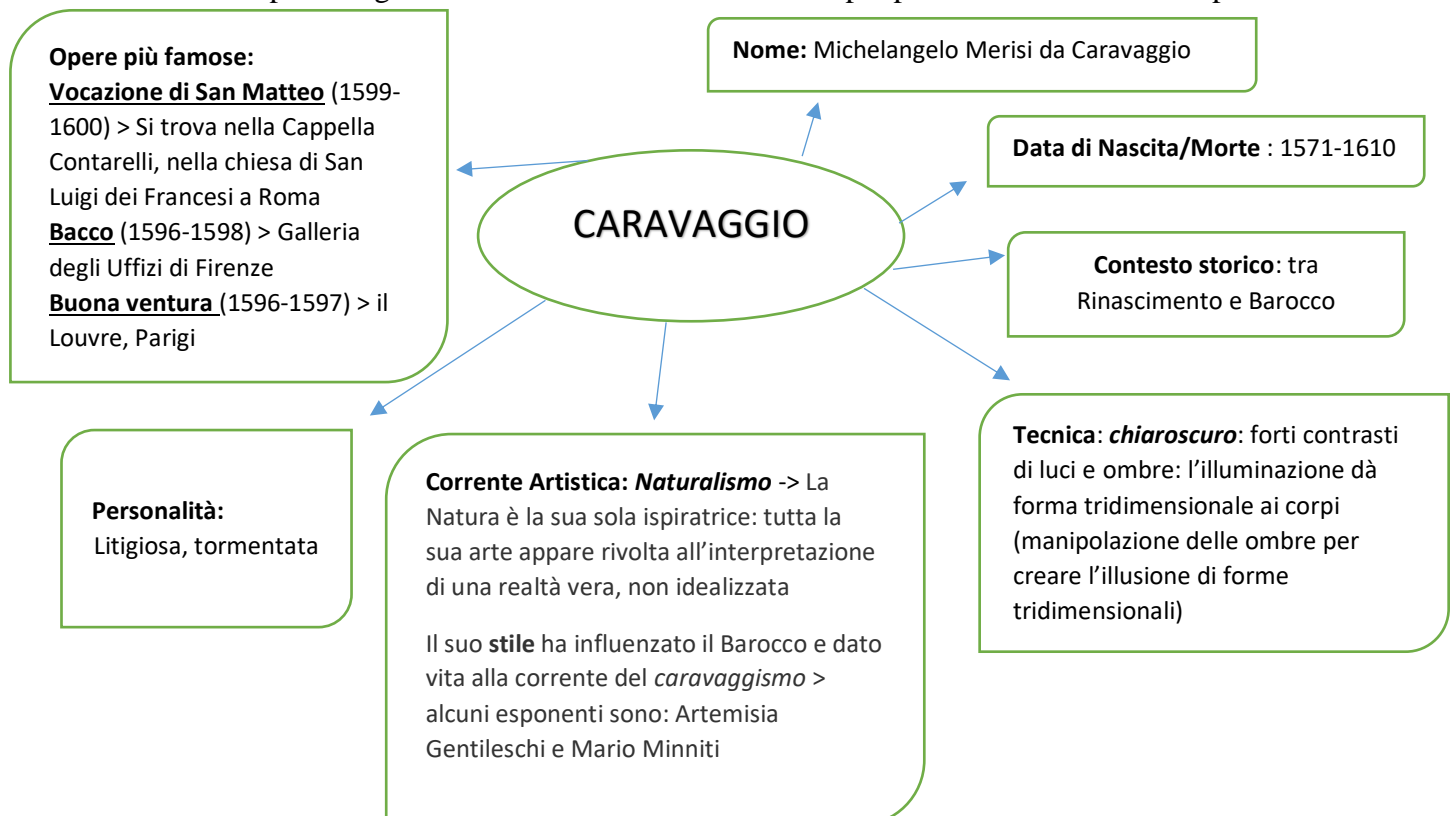 Opere più famose:
Vocazione di San Matteo (1599-
1600) > Si trova nella Cappella
Contarelli, nella chiesa di San
Luigi dei Francesi a Roma
Bacco (1596-1598) > Galleria
degli Uffizi di Firenze
Buona ventura (1596-1597) > il
Louvre, Parigi
Nome: Michelangelo Merisi da Caravaggio
Data di Nascita/Morte : 1571-1610
CARAVAGGIO
Contesto storico: tra
Rinascimento e Barocco
Personalità:
Litigiosa, tormentata
Corrente Artistica: Naturalismo -> La
Natura è la sua sola ispiratrice: tutta la
sua arte appare rivolta all’interpretazione
di una realtà vera, non idealizzata
Il suo stile ha influenzato il Barocco e dato
vita alla corrente del caravaggismo >
alcuni esponenti sono: Artemisia
Gentileschi e Mario Minniti
Tecnica: chiaroscuro: forti contrasti
di luci e ombre: l’illuminazione dà
forma tridimensionale ai corpi
(manipolazione delle ombre per
creare l’illusione di forme
tridimensionali)